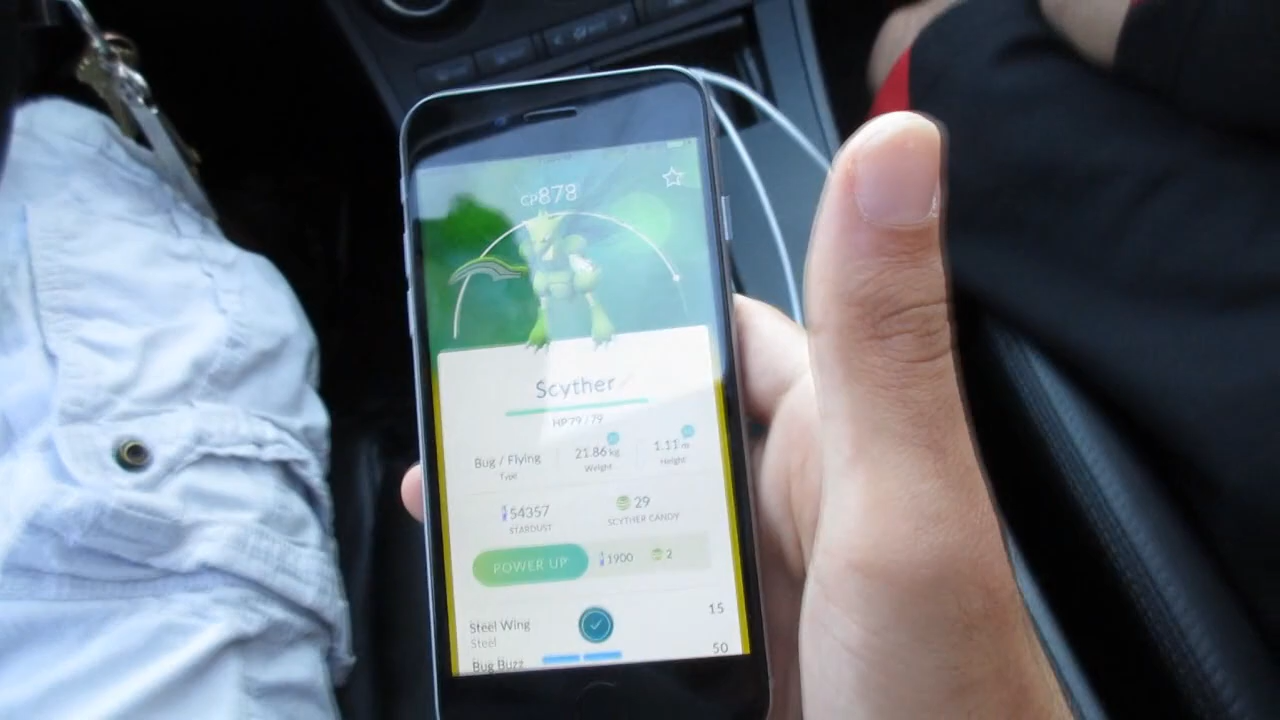 CP878
Scyther
HP 79 / 79
Bug / Flying
21.86 kg
1.11 m
Type
Weight
Height
54357
29
STARDUST
SCYTHER CANDY
POWER UP
1900
2
Steel Wing
15
Steel
Bug Buzz
50